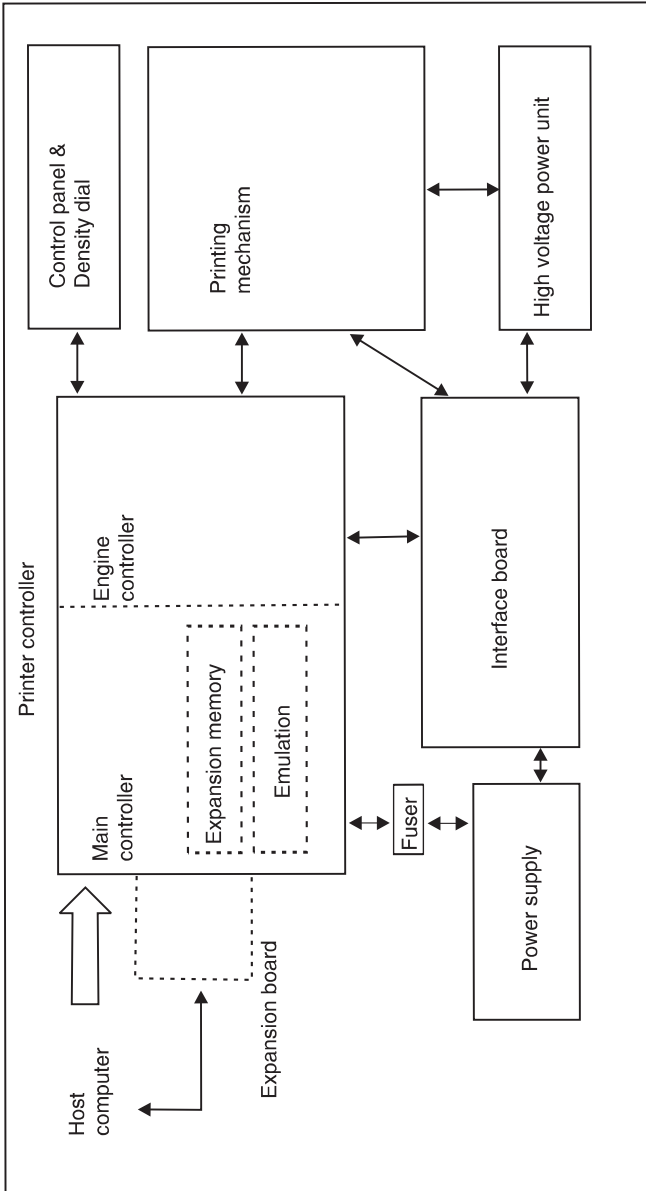 Printer controller
Host
computer
Expansion board
Main
controller
Expansion memory
Emulation
Engine
controller
Control panel &
Density dial
Printing
mechanism
Fuser
Power supply
Interface board
High voltage power unit